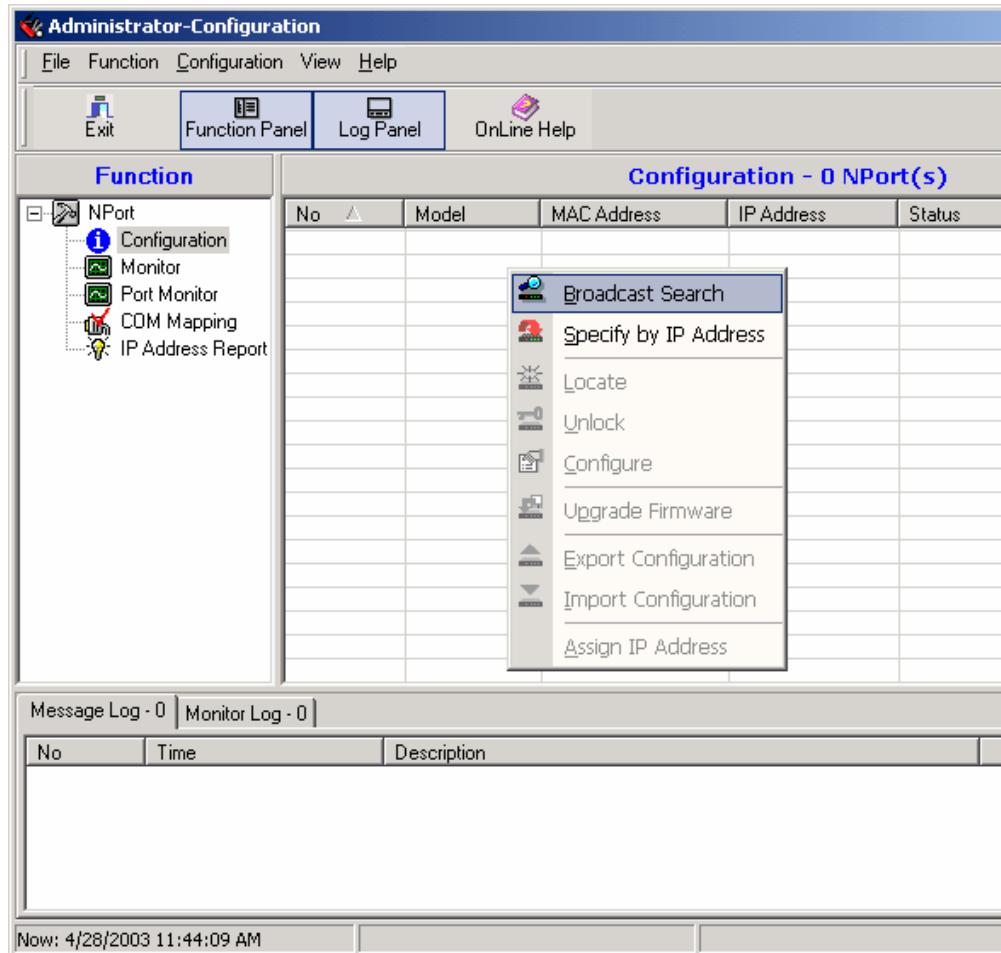 Administrator-Configuration
File Function Configuration View Help
Exit Function Panel Log Panel OnLine Help
Function
Configuration - 0 NPort(s)
NPort
Configuration
Monitor
Port Monitor
COM Mapping
IP Address Report
No Model MAC Address IP Address Status
Broadcast Search
Specify by IP Address
Locate
Unlock
Configure
Upgrade Firmware
Export Configuration
Import Configuration
Assign IP Address
Message Log - 0 Monitor Log - 0
No Time Description
Now: 4/28/2003 11:44:09 AM